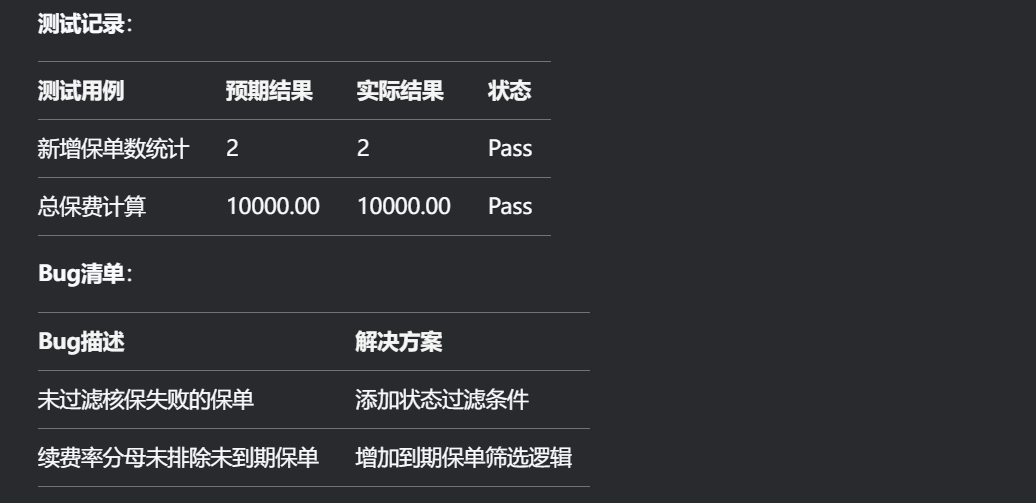 测试记录：
测试用例 预期结果 实际结果 状态
新增保单数统计 2 2 Pass
总保费计算 10000.00 10000.00 Pass
Bug清单：
Bug描述 解决方案
未过滤核保失败的保单 添加状态过滤条件
续费率分母未排除未到期保单 增加到期保单筛选逻辑